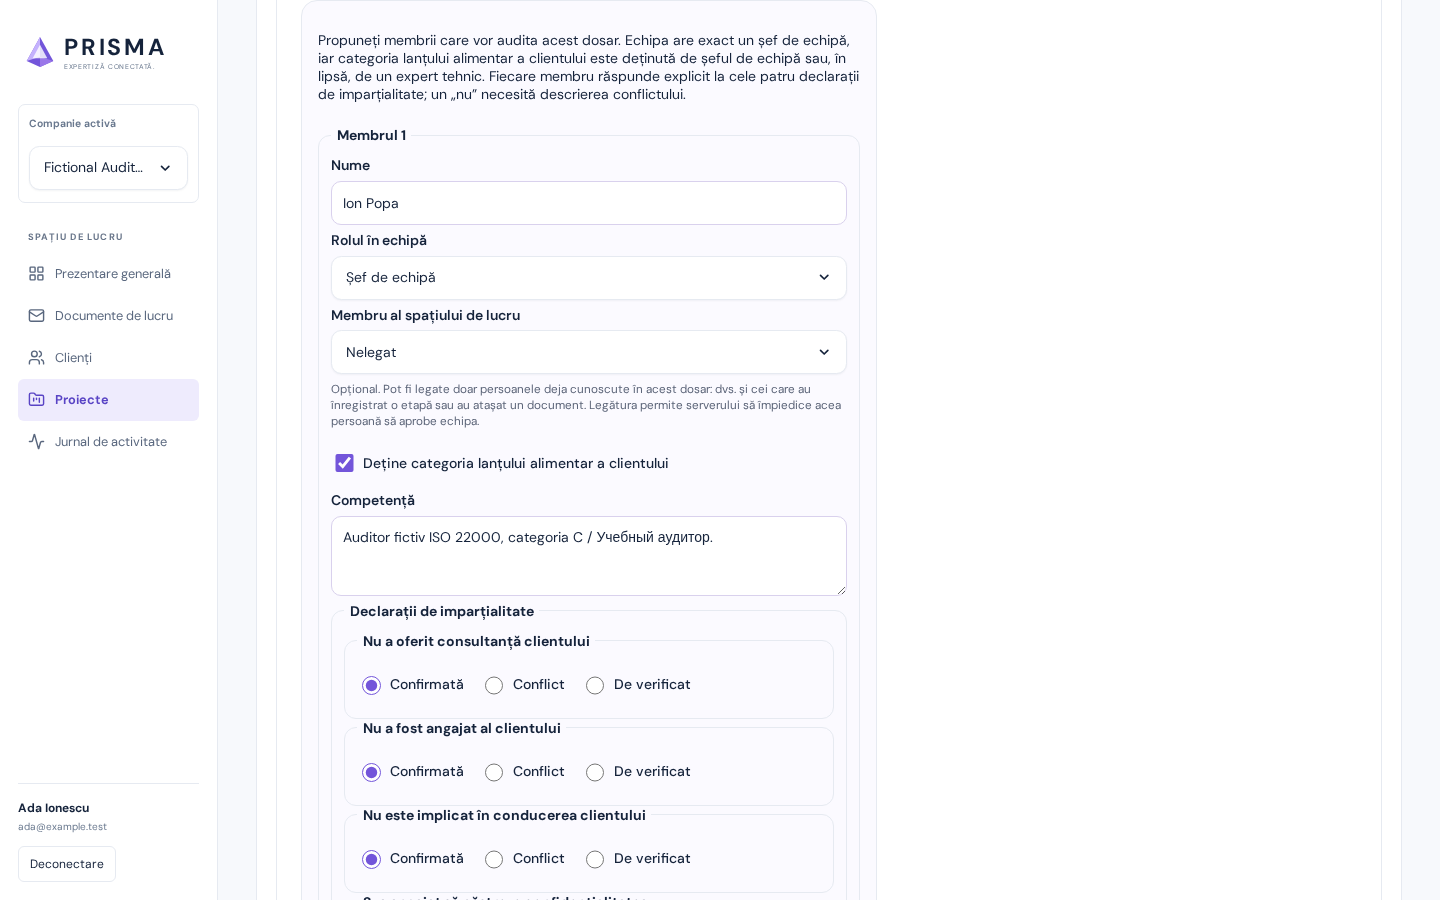 PRISMA
EXPERTIZĂ CONECTATĂ.
Companie activă
Fictional Audit...
SPAȚIU DE LUCRU
Prezentare generală
Documente de lucru
Clienți
Proiecte
Jurnal de activitate
Ada Ionescu
ada@example.test
Deconectare
Propuneți membrii care vor audita acest dosar. Echipa are exact un șef de echipă,
iar categoria lanțului alimentar a clientului este deținută de șeful de echipă sau, în
lipsă, de un expert tehnic. Fiecare membru răspunde explicit la cele patru declarații
de imparțialitate; un „nu” necesită descrierea conflictului.
Membrul 1
Nume
Ion Popa
Rolul în echipă
Șef de echipă
Membru al spațiului de lucru
Nelegat
Opțional. Pot fi legate doar persoanele deja cunoscute în acest dosar: dvs. și cei care au
înregistrat o etapă sau au atașat un document. Legătura permite serverului să împiedice acea
persoană să aprobe echipa.
Deține categoria lanțului alimentar a clientului
Competență
Auditor fictiv ISO 22000, categoria C / Учебный аудитор.
Declarații de imparțialitate
Nu a oferit consultanță clientului
Confirmată Conflict De verificat
Nu a fost angajat al clientului
Confirmată Conflict De verificat
Nu este implicat în conducerea clientului
Confirmată Conflict De verificat